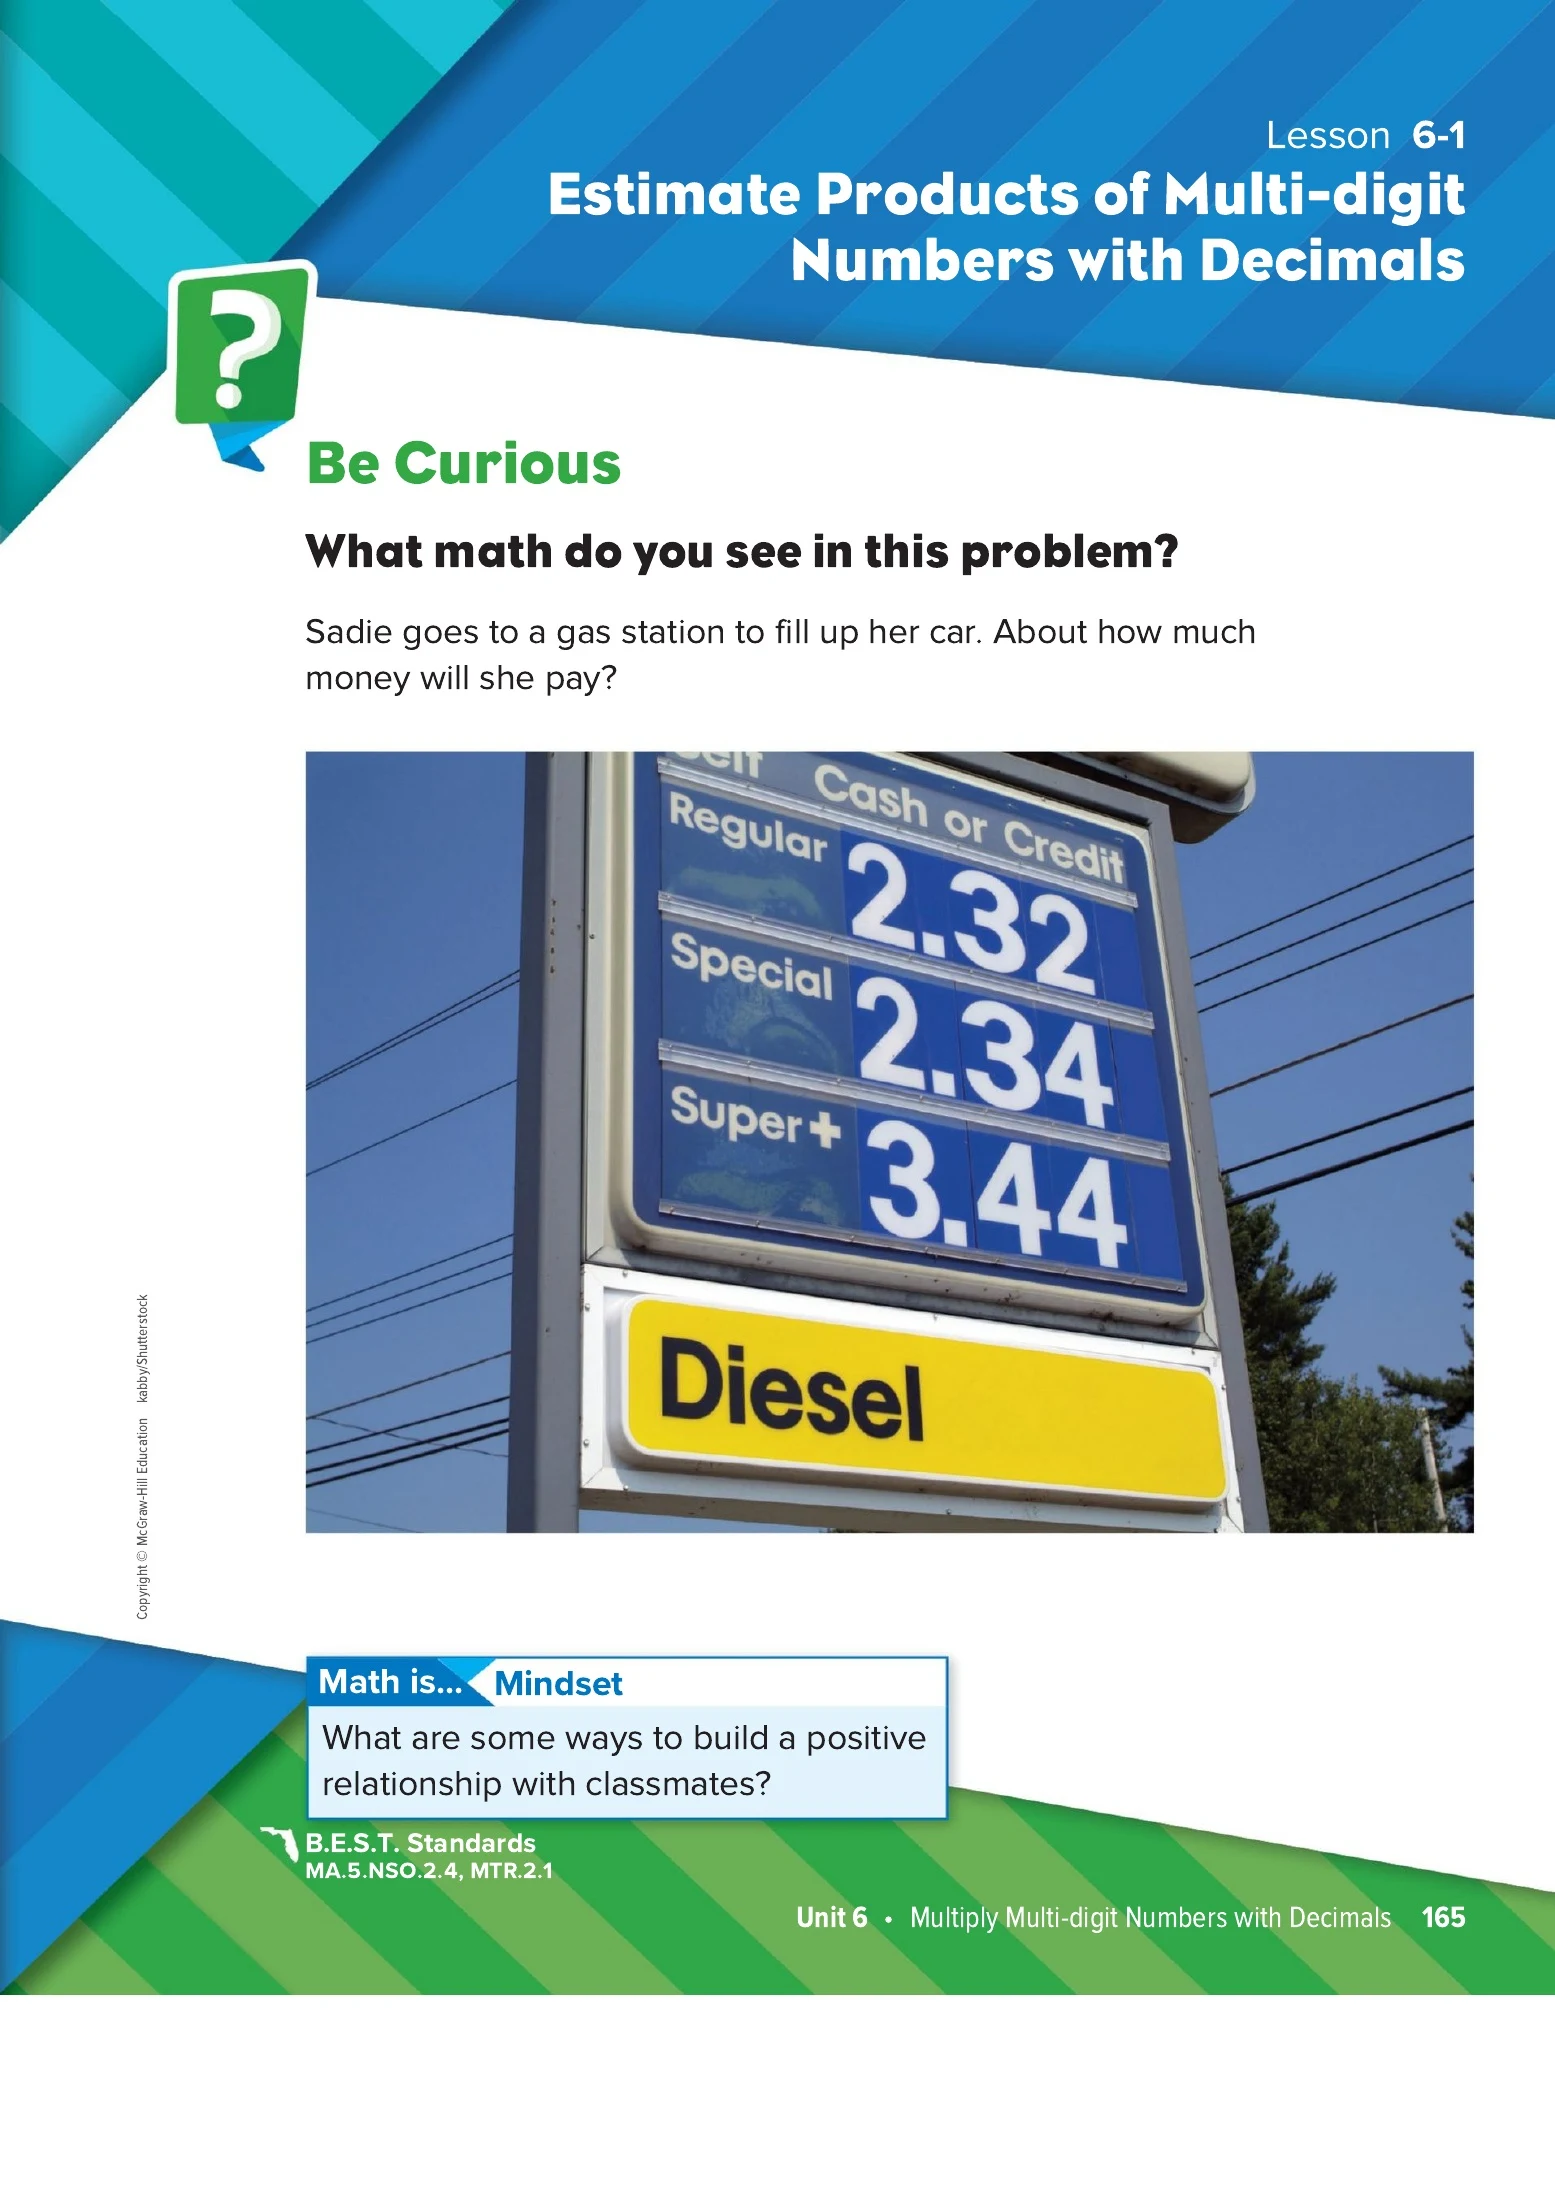 Lesson 6-1
Estimate Products of Multi-digit
Numbers with Decimals
?
Be Curious
What math do you see in this problem?
Sadie goes to a gas station to fill up her car. About how much
money will she pay?
Self Cash or Credit
Regular 2.32
Special 2.34
Super+ 3.44
Diesel
Copyright © McGraw-Hill Education kabby/Shutterstock
Math is... Mindset
What are some ways to build a positive
relationship with classmates?
B.E.S.T. Standards
MA.5.NSO.2.4, MTR.2.1
Unit 6 • Multiply Multi-digit Numbers with Decimals 165